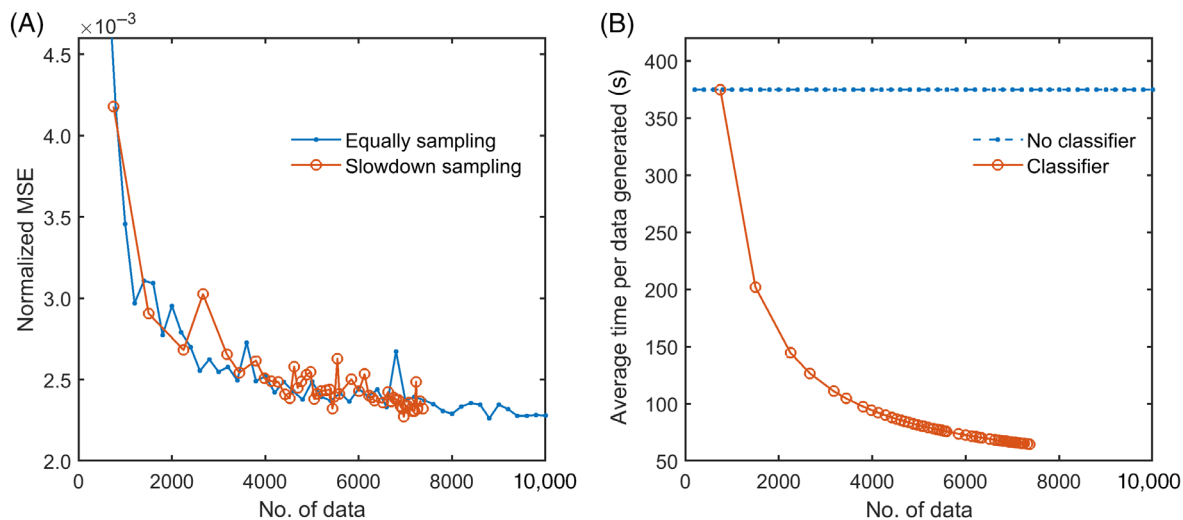 (A)
×10⁻³
4.5
4.0
3.5
3.0
2.5
2.0
Normalized MSE
Equally sampling
Slowdown sampling
0 2000 4000 6000 8000 10,000
No. of data
(B)
400
350
300
250
200
150
100
50
Average time per data generated (s)
No classifier
Classifier
0 2000 4000 6000 8000 10,000
No. of data